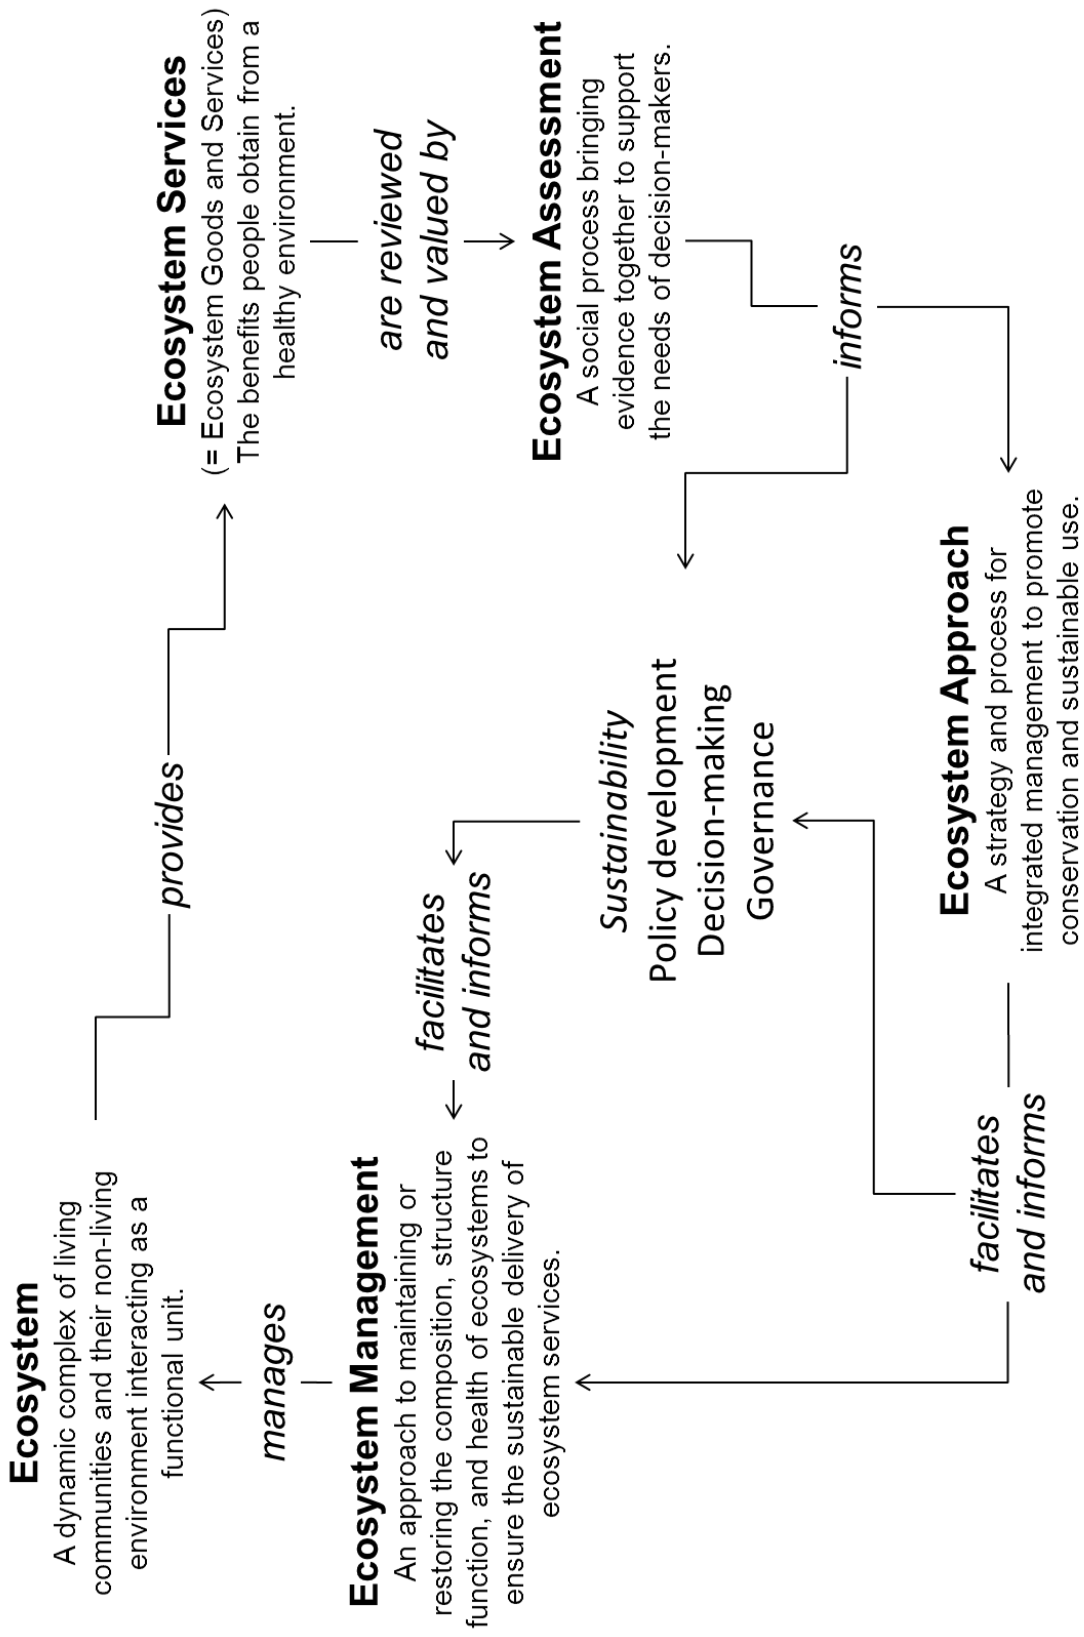 Ecosystem
A dynamic complex of living
communities and their non-living
environment interacting as a
functional unit.
provides
Ecosystem Services
(= Ecosystem Goods and Services)
The benefits people obtain from a
healthy environment.
manages
are reviewed
and valued by
Ecosystem Management
An approach to maintaining or
restoring the composition, structure
function, and health of ecosystems to
ensure the sustainable delivery of
ecosystem services.
facilitates
and informs
Sustainability
Policy development
Decision-making
Governance
Ecosystem Assessment
A social process bringing
evidence together to support
the needs of decision-makers.
informs
facilitates
and informs
Ecosystem Approach
A strategy and process for
integrated management to promote
conservation and sustainable use.